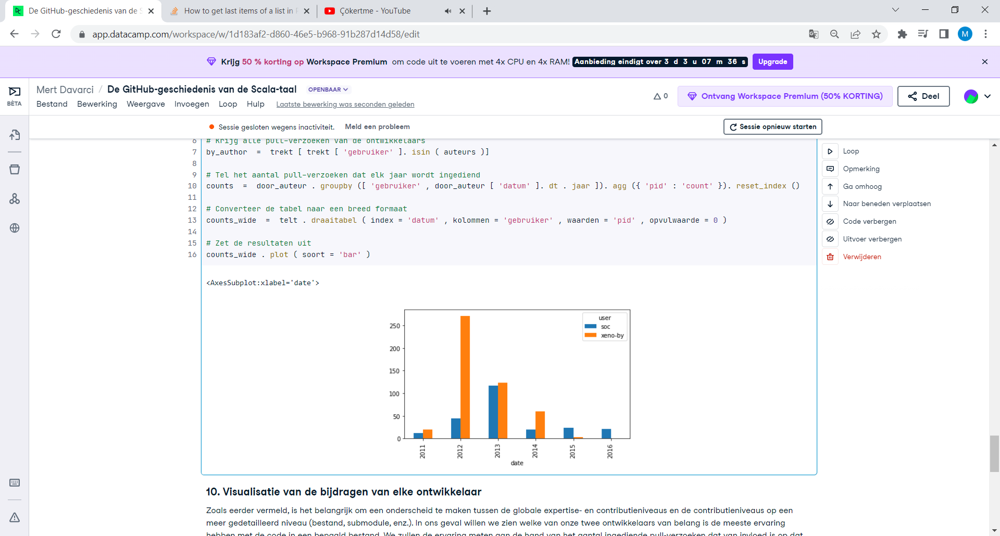 De GitHub-geschiedenis van de S
How to get last items of a list in P
Çökertme - YouTube
app.datacamp.com/workspace/w/1d183af2-d860-46e5-b968-91b287d14d58/edit
M
Krijg 50 % korting op Workspace Premium om code uit te voeren met 4x CPU en 4x RAM! Aanbieding eindigt over 3 d 3 u 07 m 36 s
Upgrade
BÈTA
Mert Davarci / De GitHub-geschiedenis van de Scala-taal OPENBAAR
Bestand Bewerking Weergave Invoegen Loop Hulp Laatste bewerking was seconden geleden
0
Ontvang Workspace Premium (50% KORTING)
Deel
Sessie gesloten wegens inactiviteit. Meld een probleem
Sessie opnieuw starten
6 # Krijg alle pull-verzoeken van de ontwikkelaars
7 by_author = trekt [ trekt [ 'gebruiker' ]. isin ( auteurs )]
8
9 # Tel het aantal pull-verzoeken dat elk jaar wordt ingediend
10 counts = door_auteur . groupby ([ 'gebruiker' , door_auteur [ 'datum' ]. dt . jaar ]). agg ({ 'pid' : 'count' }). reset_index ()
11
12 # Converteer de tabel naar een breed formaat
13 counts_wide = telt . draaitabel ( index = 'datum' , kolommen = 'gebruiker' , waarden = 'pid' , opvulwaarde = 0 )
14
15 # Zet de resultaten uit
16 counts_wide . plot ( soort = 'bar' )
Loop
Opmerking
Ga omhoog
Naar beneden verplaatsen
Code verbergen
Uitvoer verbergen
Verwijderen
<AxesSubplot:xlabel='date'>
user
soc
xeno-by
250
200
150
100
50
0
2011 2012 2013 2014 2015 2016
date
10. Visualisatie van de bijdragen van elke ontwikkelaar
Zoals eerder vermeld, is het belangrijk om een onderscheid te maken tussen de globale expertise- en contributieniveaus en de contributieniveaus op een
meer gedetailleerd niveau (bestand, submodule, enz.). In ons geval willen we zien welke van onze twee ontwikkelaars van belang is de meeste ervaring
hebben met de code in een bepaald bestand. We zullen de ervaring meten aan de hand van het aantal ingediende pull-verzoeken dat van invloed is op dat